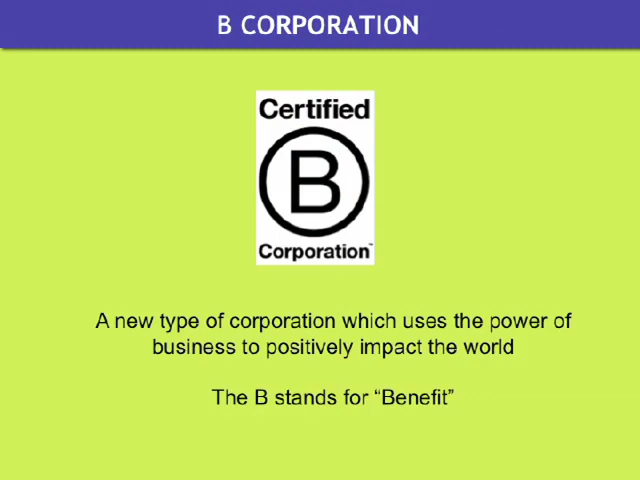 B CORPORATION
Certified
B
Corporation™
A new type of corporation which uses the power of
business to positively impact the world
The B stands for “Benefit”